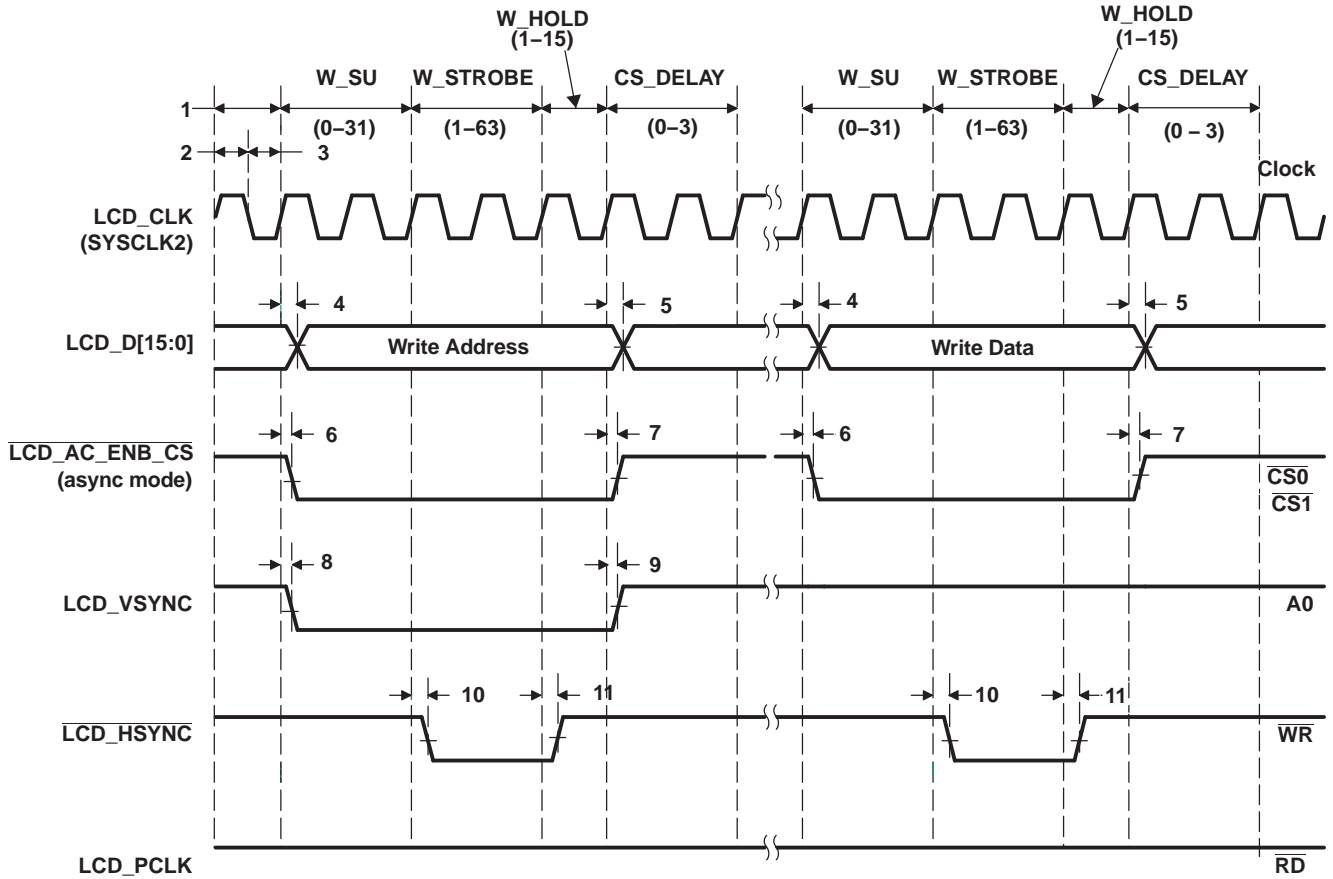 W_HOLD
(1–15)
W_HOLD
(1–15)
W_SU W_STROBE CS_DELAY W_SU W_STROBE CS_DELAY
1
(0–31) (1–63) (0–3) (0–31) (1–63) (0 – 3)
2 3
Clock
LCD_CLK
(SYSCLK2)
4 5 4 5
LCD_D[15:0] Write Address Write Data
6 7 6 7
LCD_AC_ENB_CS
(async mode)
CS0
CS1
8 9
LCD_VSYNC A0
10 11 10 11
LCD_HSYNC WR
LCD_PCLK RD